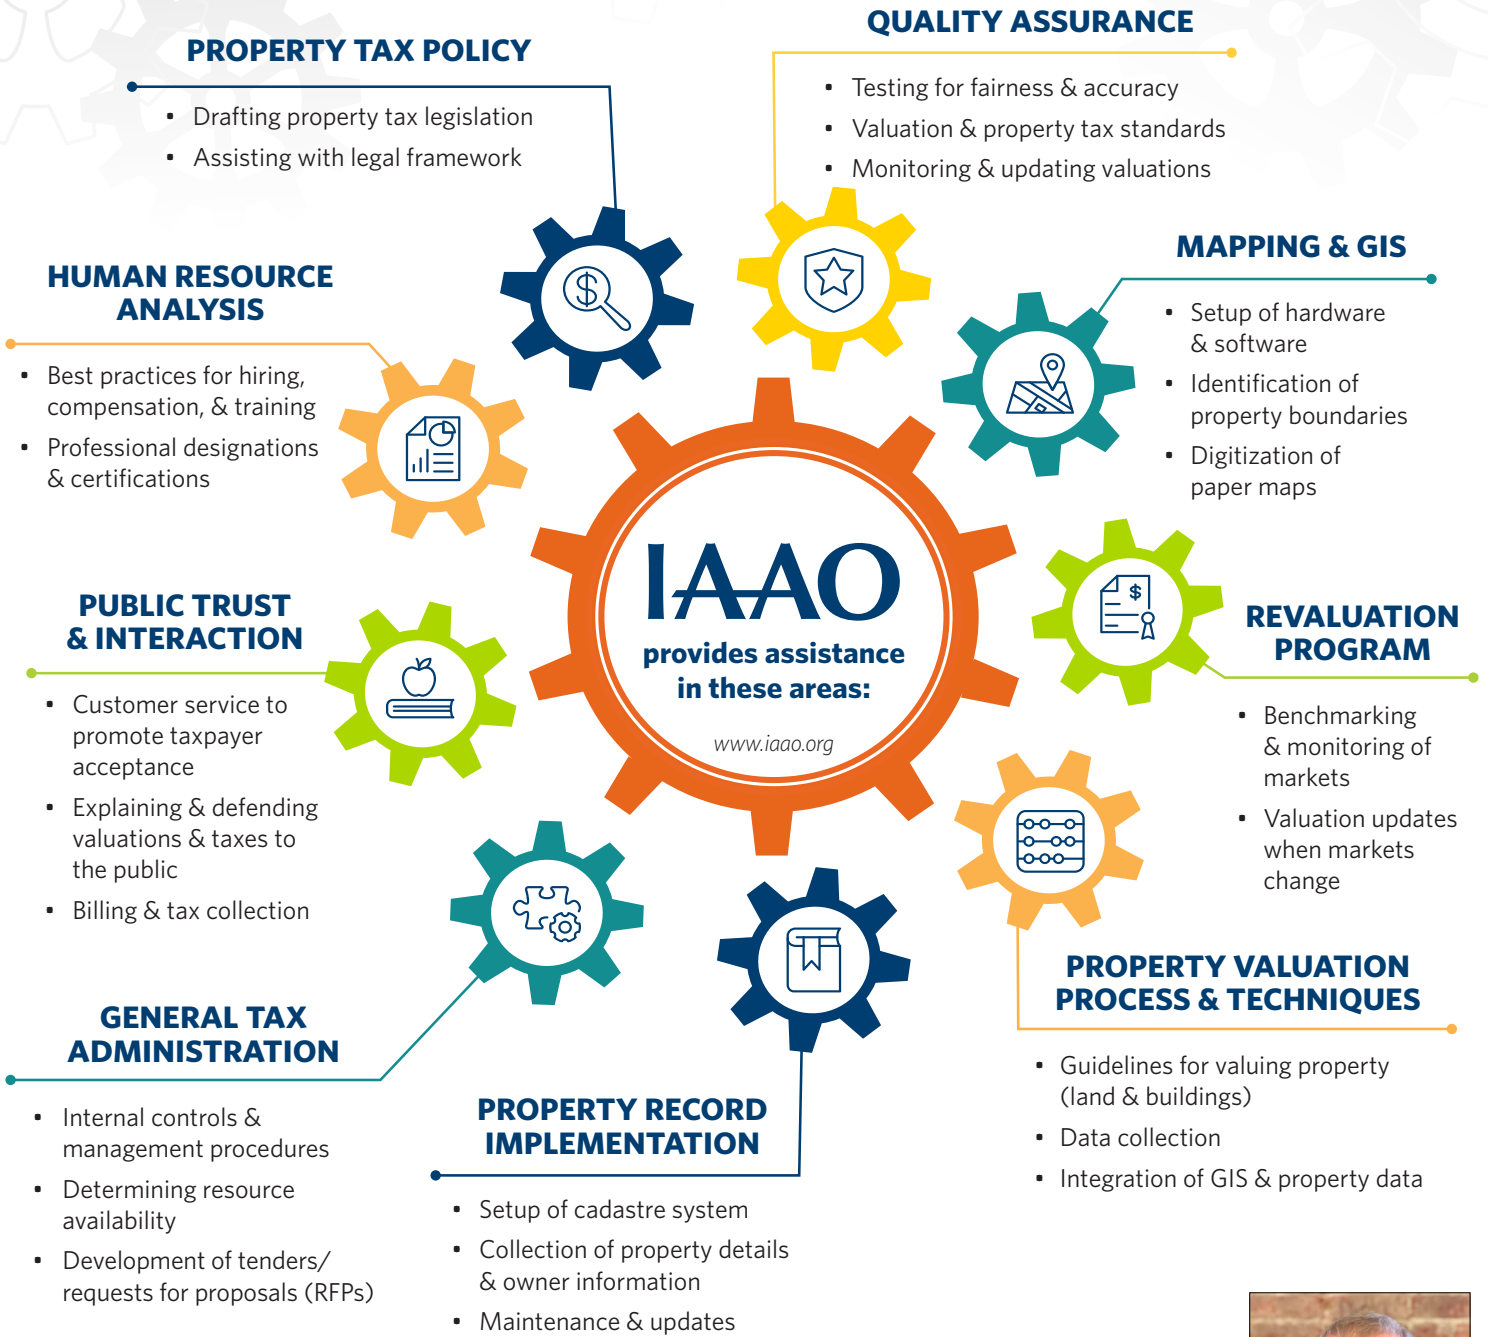 PROPERTY TAX POLICY
• Drafting property tax legislation
• Assisting with legal framework
QUALITY ASSURANCE
• Testing for fairness & accuracy
• Valuation & property tax standards
• Monitoring & updating valuations
HUMAN RESOURCE
ANALYSIS
• Best practices for hiring,
compensation, & training
• Professional designations
& certifications
MAPPING & GIS
• Setup of hardware
& software
• Identification of
property boundaries
• Digitization of
paper maps
IAAO
provides assistance
in these areas:
www.iaao.org
PUBLIC TRUST
& INTERACTION
• Customer service to
promote taxpayer
acceptance
• Explaining & defending
valuations & taxes to
the public
• Billing & tax collection
REVALUATION
PROGRAM
• Benchmarking
& monitoring of
markets
• Valuation updates
when markets
change
GENERAL TAX
ADMINISTRATION
• Internal controls &
management procedures
• Determining resource
availability
• Development of tenders/
requests for proposals (RFPs)
PROPERTY RECORD
IMPLEMENTATION
• Setup of cadastre system
• Collection of property details
& owner information
• Maintenance & updates
PROPERTY VALUATION
PROCESS & TECHNIQUES
• Guidelines for valuing property
(land & buildings)
• Data collection
• Integration of GIS & property data